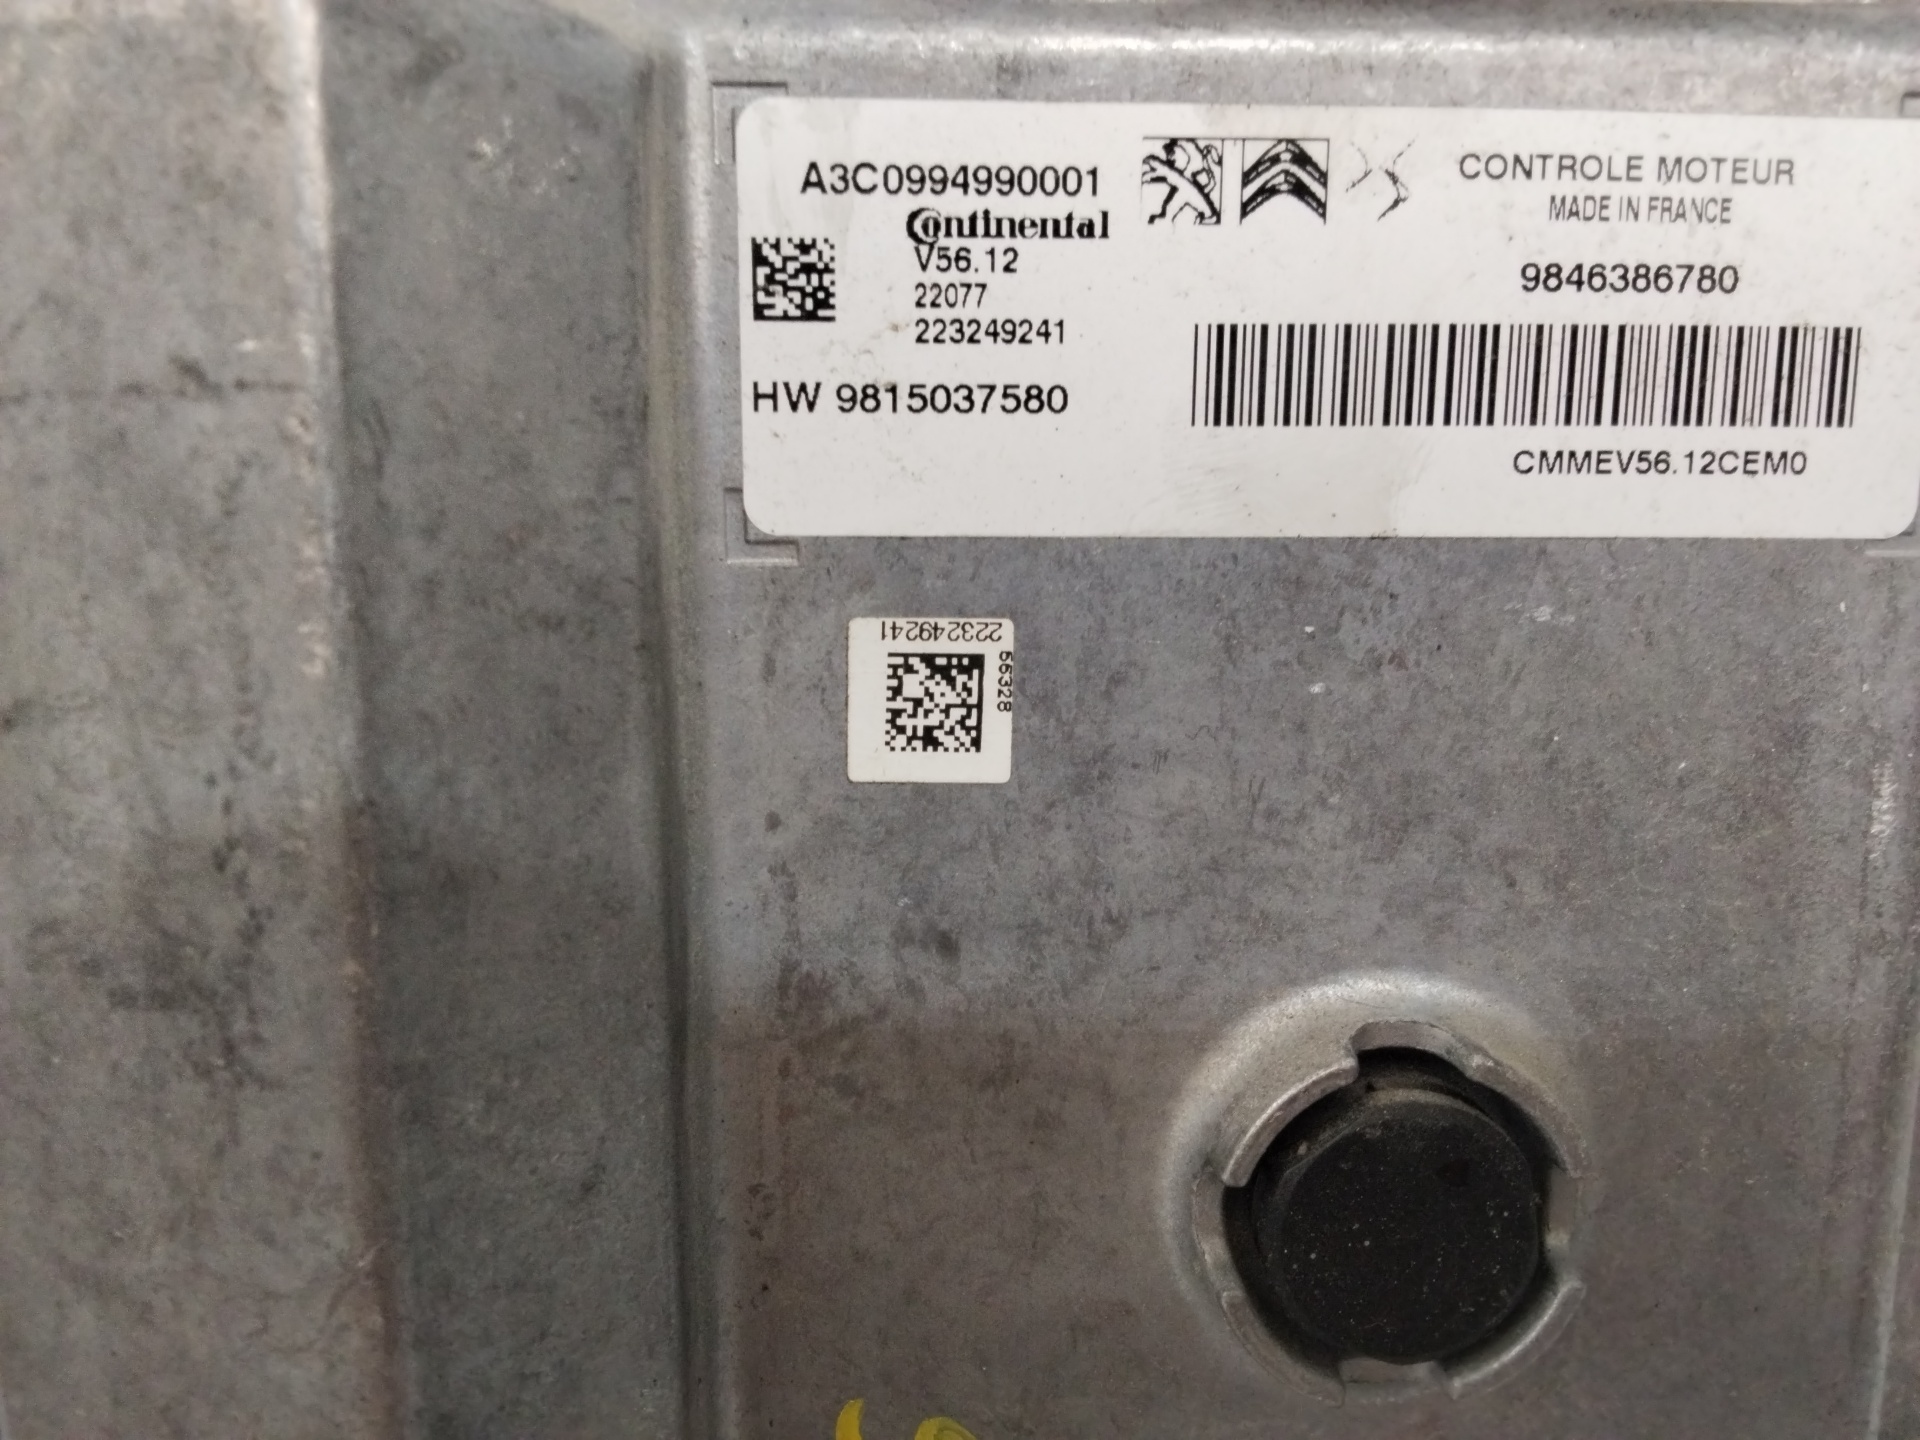 A3C0994990001
Continental
V56.12
22077
223249241
HW 9815037580
CONTROLE MOTEUR
MADE IN FRANCE
9846386780
CMMEV56.12CEM0
223249241
56328